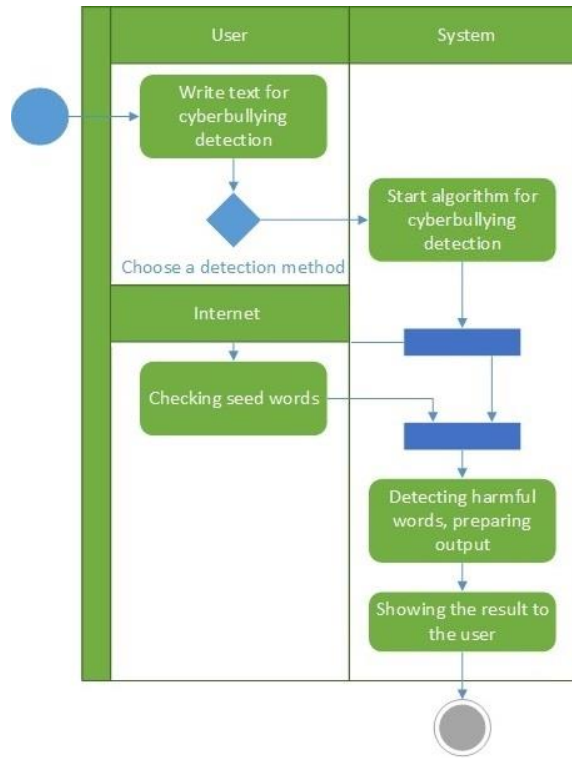 User
System
Write text for
cyberbullying
detection
Start algorithm for
cyberbullying
detection
Choose a detection method
Internet
Checking seed words
Detecting harmful
words, preparing
output
Showing the result to
the user